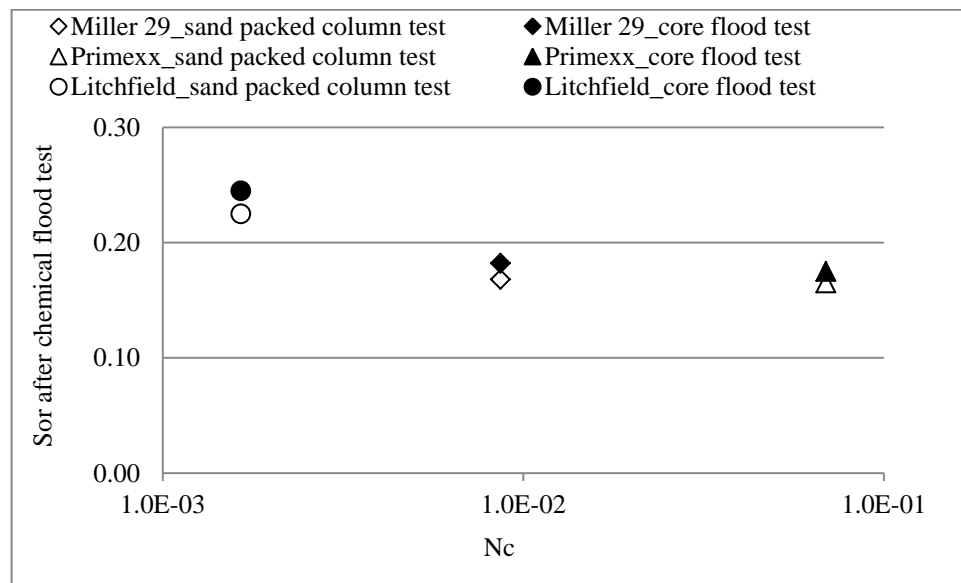 Miller 29_sand packed column test Miller 29_core flood test
Primexx_sand packed column test Primexx_core flood test
Litchfield_sand packed column test Litchfield_core flood test
Sor after chemical flood test
0.30
0.20
0.10
0.00
1.0E-03 1.0E-02 1.0E-01
Nc